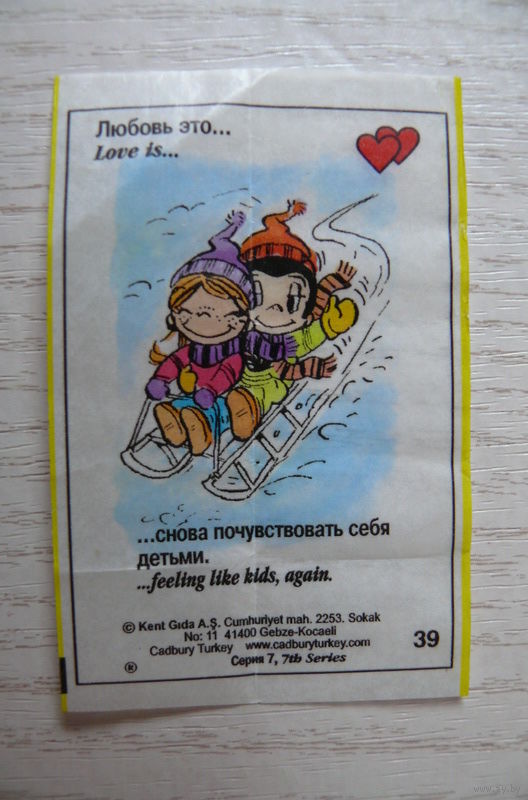 Любовь это...
Love is...
...снова почувствовать себя
детьми.
...feeling like kids, again.
© Kent Gıda A.Ş. Cumhuriyet mah. 2253. Sokak
No: 11 41400 Gebze-Kocaeli
Cadbury Turkey www.cadburyturkey.com
Серия 7, 7th Series
39
®